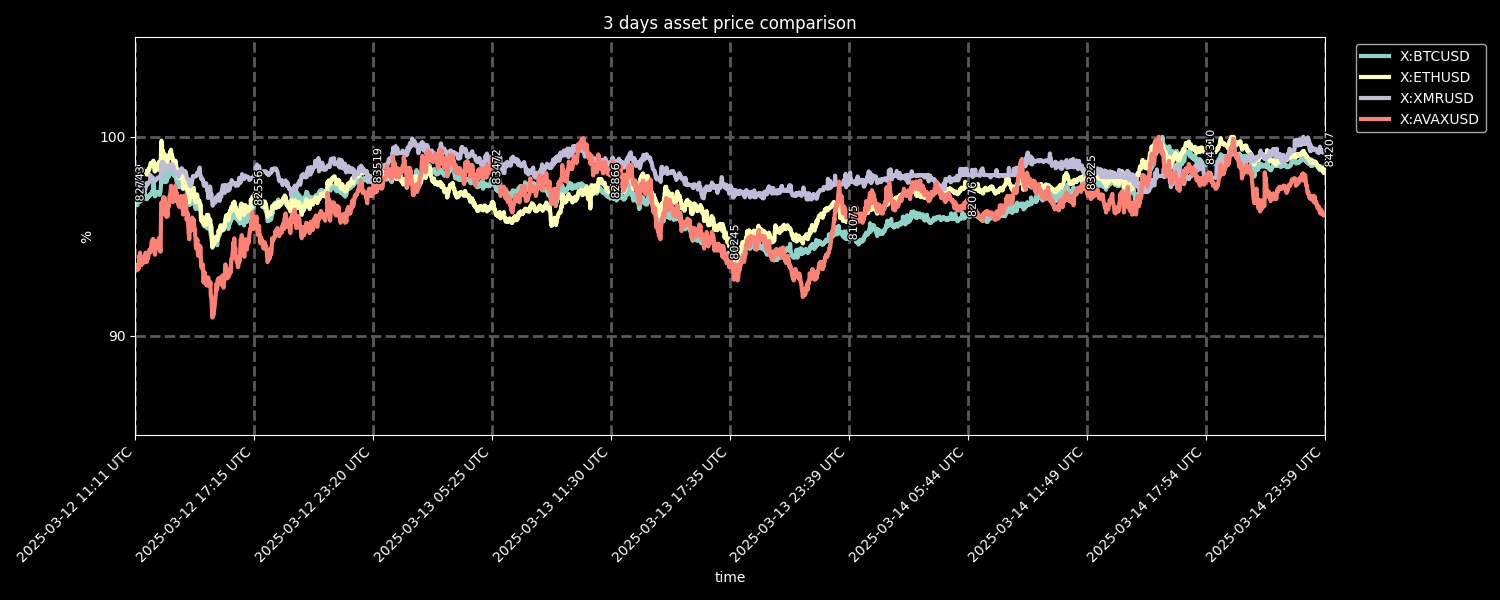 3 days asset price comparison
X:BTCUSD
X:ETHUSD
X:XMRUSD
X:AVAXUSD
100
90
%
82556
83519
83472
82866
80245
81075
82076
83225
84310
84207
2025-03-12 11:11 UTC
2025-03-12 17:15 UTC
2025-03-12 23:20 UTC
2025-03-13 05:25 UTC
2025-03-13 11:30 UTC
2025-03-13 17:35 UTC
2025-03-13 23:39 UTC
2025-03-14 05:44 UTC
2025-03-14 11:49 UTC
2025-03-14 17:54 UTC
2025-03-14 23:59 UTC
time